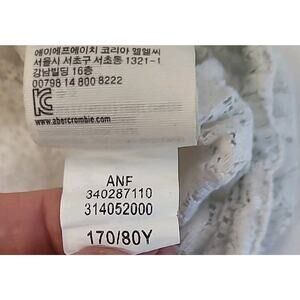 에이에프에이치 코리아 엘엘씨
서울시 서초구 서초동 1321-1
강남빌딩 16층
00798 14 800 8222
www.abercrombie.com
ANF
340287110
314052000
170/80Y